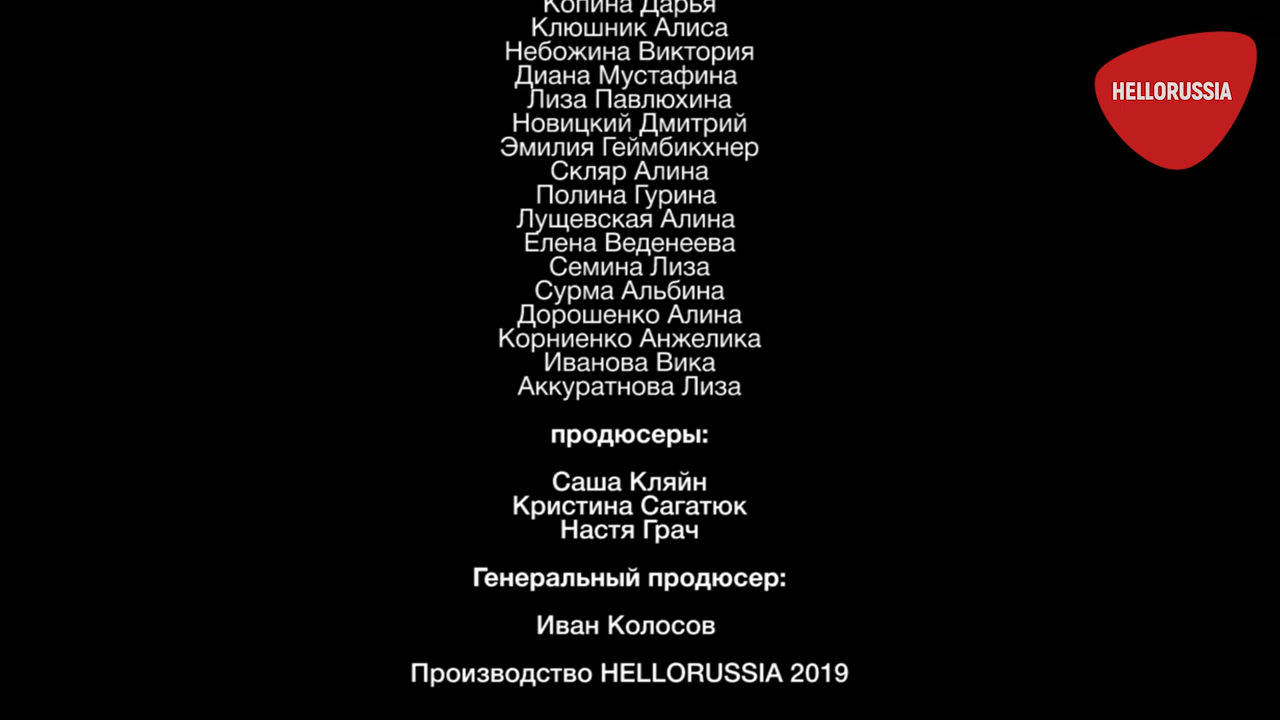 Копина Дарья
Клюшник Алиса
Небожина Виктория
Диана Мустафина
Лиза Павлюхина
Новицкий Дмитрий
Эмилия Геймбикхнер
Скляр Алина
Полина Гурина
Лущевская Алина
Елена Веденеева
Семина Лиза
Сурма Альбина
Дорошенко Алина
Корниенко Анжелика
Иванова Вика
Аккуратнова Лиза
продюсеры:
Саша Кляйн
Кристина Сагатюк
Настя Грач
Генеральный продюсер:
Иван Колосов
Производство HELLORUSSIA 2019
HELLORUSSIA